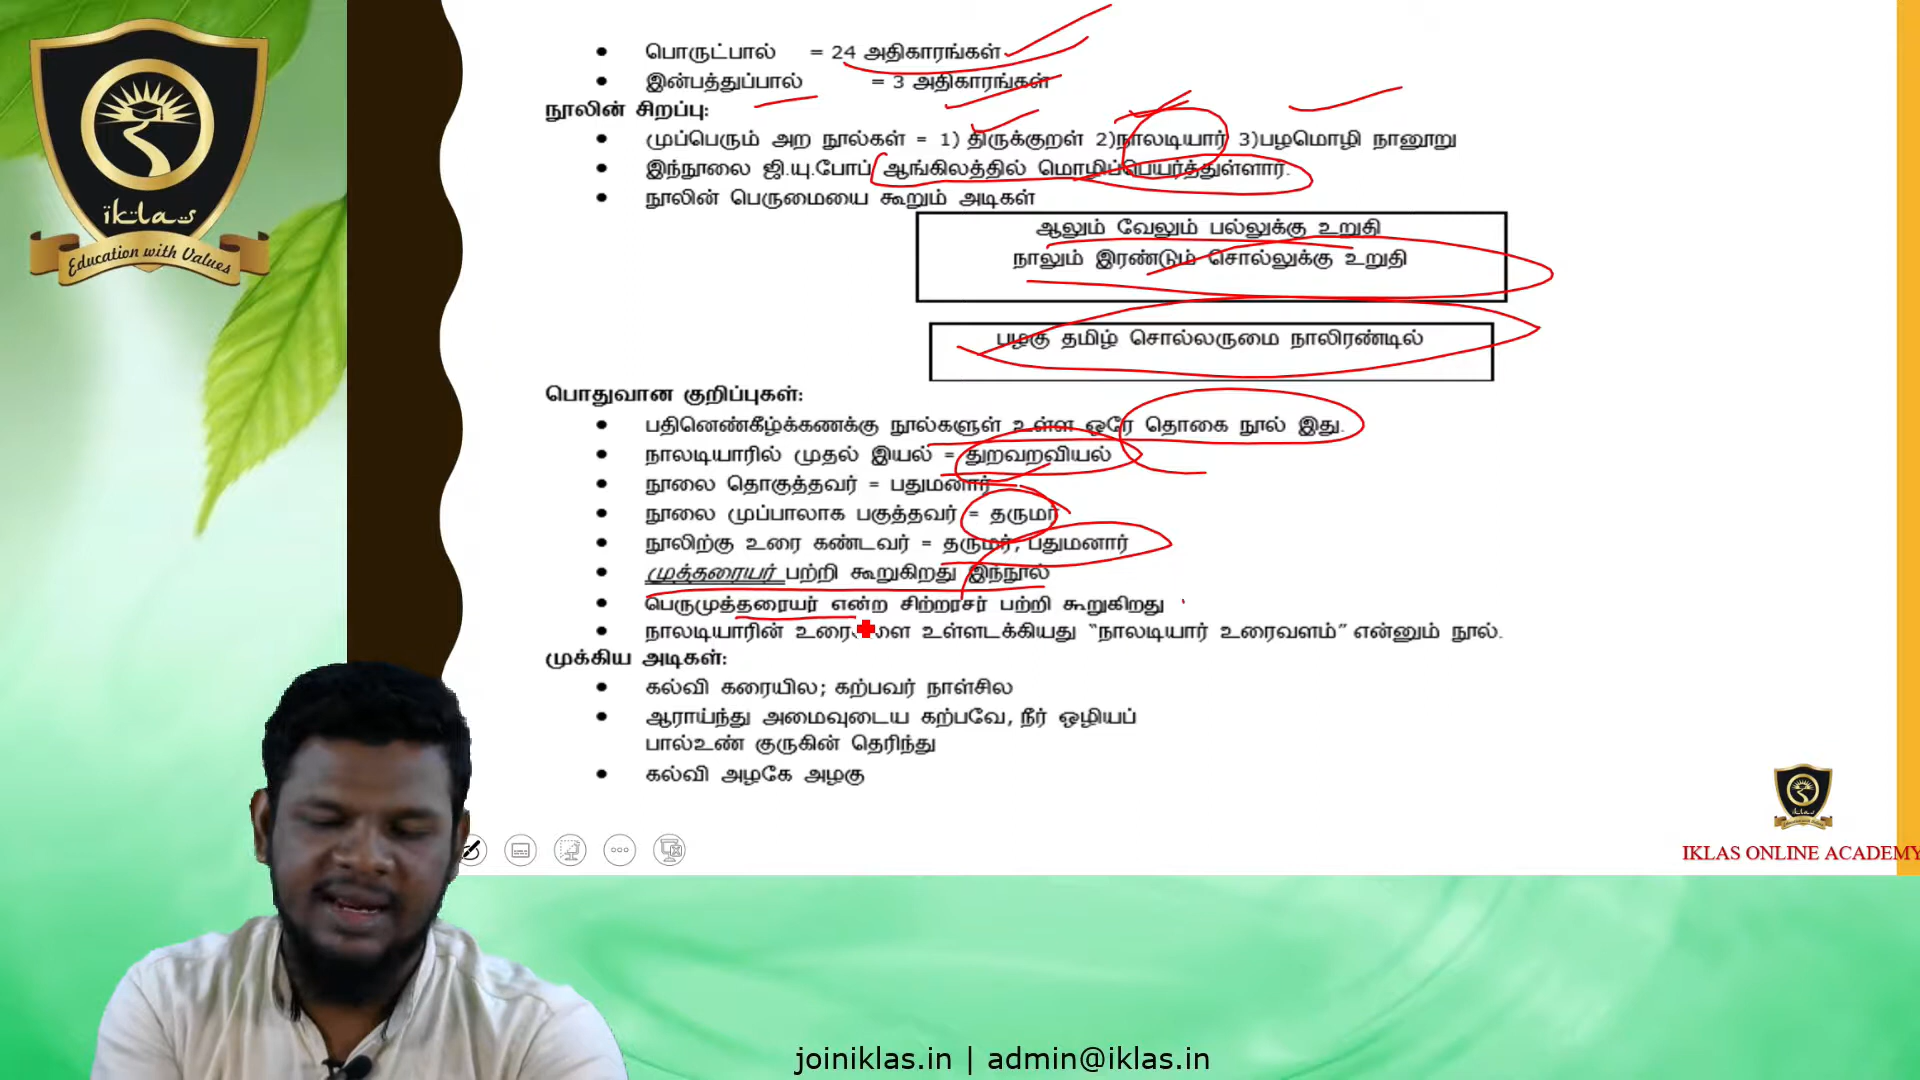 பொருட்பால் = 24 அதிகாரங்கள்
இன்பத்துப்பால் = 3 அதிகாரங்கள்
நூலின் சிறப்பு:
முப்பெரும் அற நூல்கள் = 1) திருக்குறள் 2)நாலடியார் 3)பழமொழி நானூறு
இந்நூலை ஜி.யு.போப் ஆங்கிலத்தில் மொழிப்பெயர்த்துள்ளார்.
நூலின் பெருமையை கூறும் அடிகள்
ஆலும் வேலும் பல்லுக்கு உறுதி
நாலும் இரண்டும் சொல்லுக்கு உறுதி
பழகு தமிழ் சொல்லருமை நாலிரண்டில்
பொதுவான குறிப்புகள்:
பதினெண்கீழ்க்கணக்கு நூல்களுள் உள்ள ஒரே தொகை நூல் இது.
நாலடியாரில் முதல் இயல் = துறவறவியல்
நூலை தொகுத்தவர் = பதுமனார்
நூலை முப்பாலாக பகுத்தவர் = தருமர்
நூலிற்கு உரை கண்டவர் = தருமர், பதுமனார்
முத்தரையர் பற்றி கூறுகிறது இந்நூல்
பெருமுத்தரையர் என்ற சிற்றரசர் பற்றி கூறுகிறது
நாலடியாரின் உரைகளை உள்ளடக்கியது "நாலடியார் உரைவளம்" என்னும் நூல்.
முக்கிய அடிகள்:
கல்வி கரையில; கற்பவர் நாள்சில
ஆராய்ந்து அமைவுடைய கற்பவே, நீர் ஒழியப்
பால்உண் குருகின் தெரிந்து
கல்வி அழகே அழகு
iklas
Education with Values
IKLAS ONLINE ACADEMY
joiniklas.in | admin@iklas.in